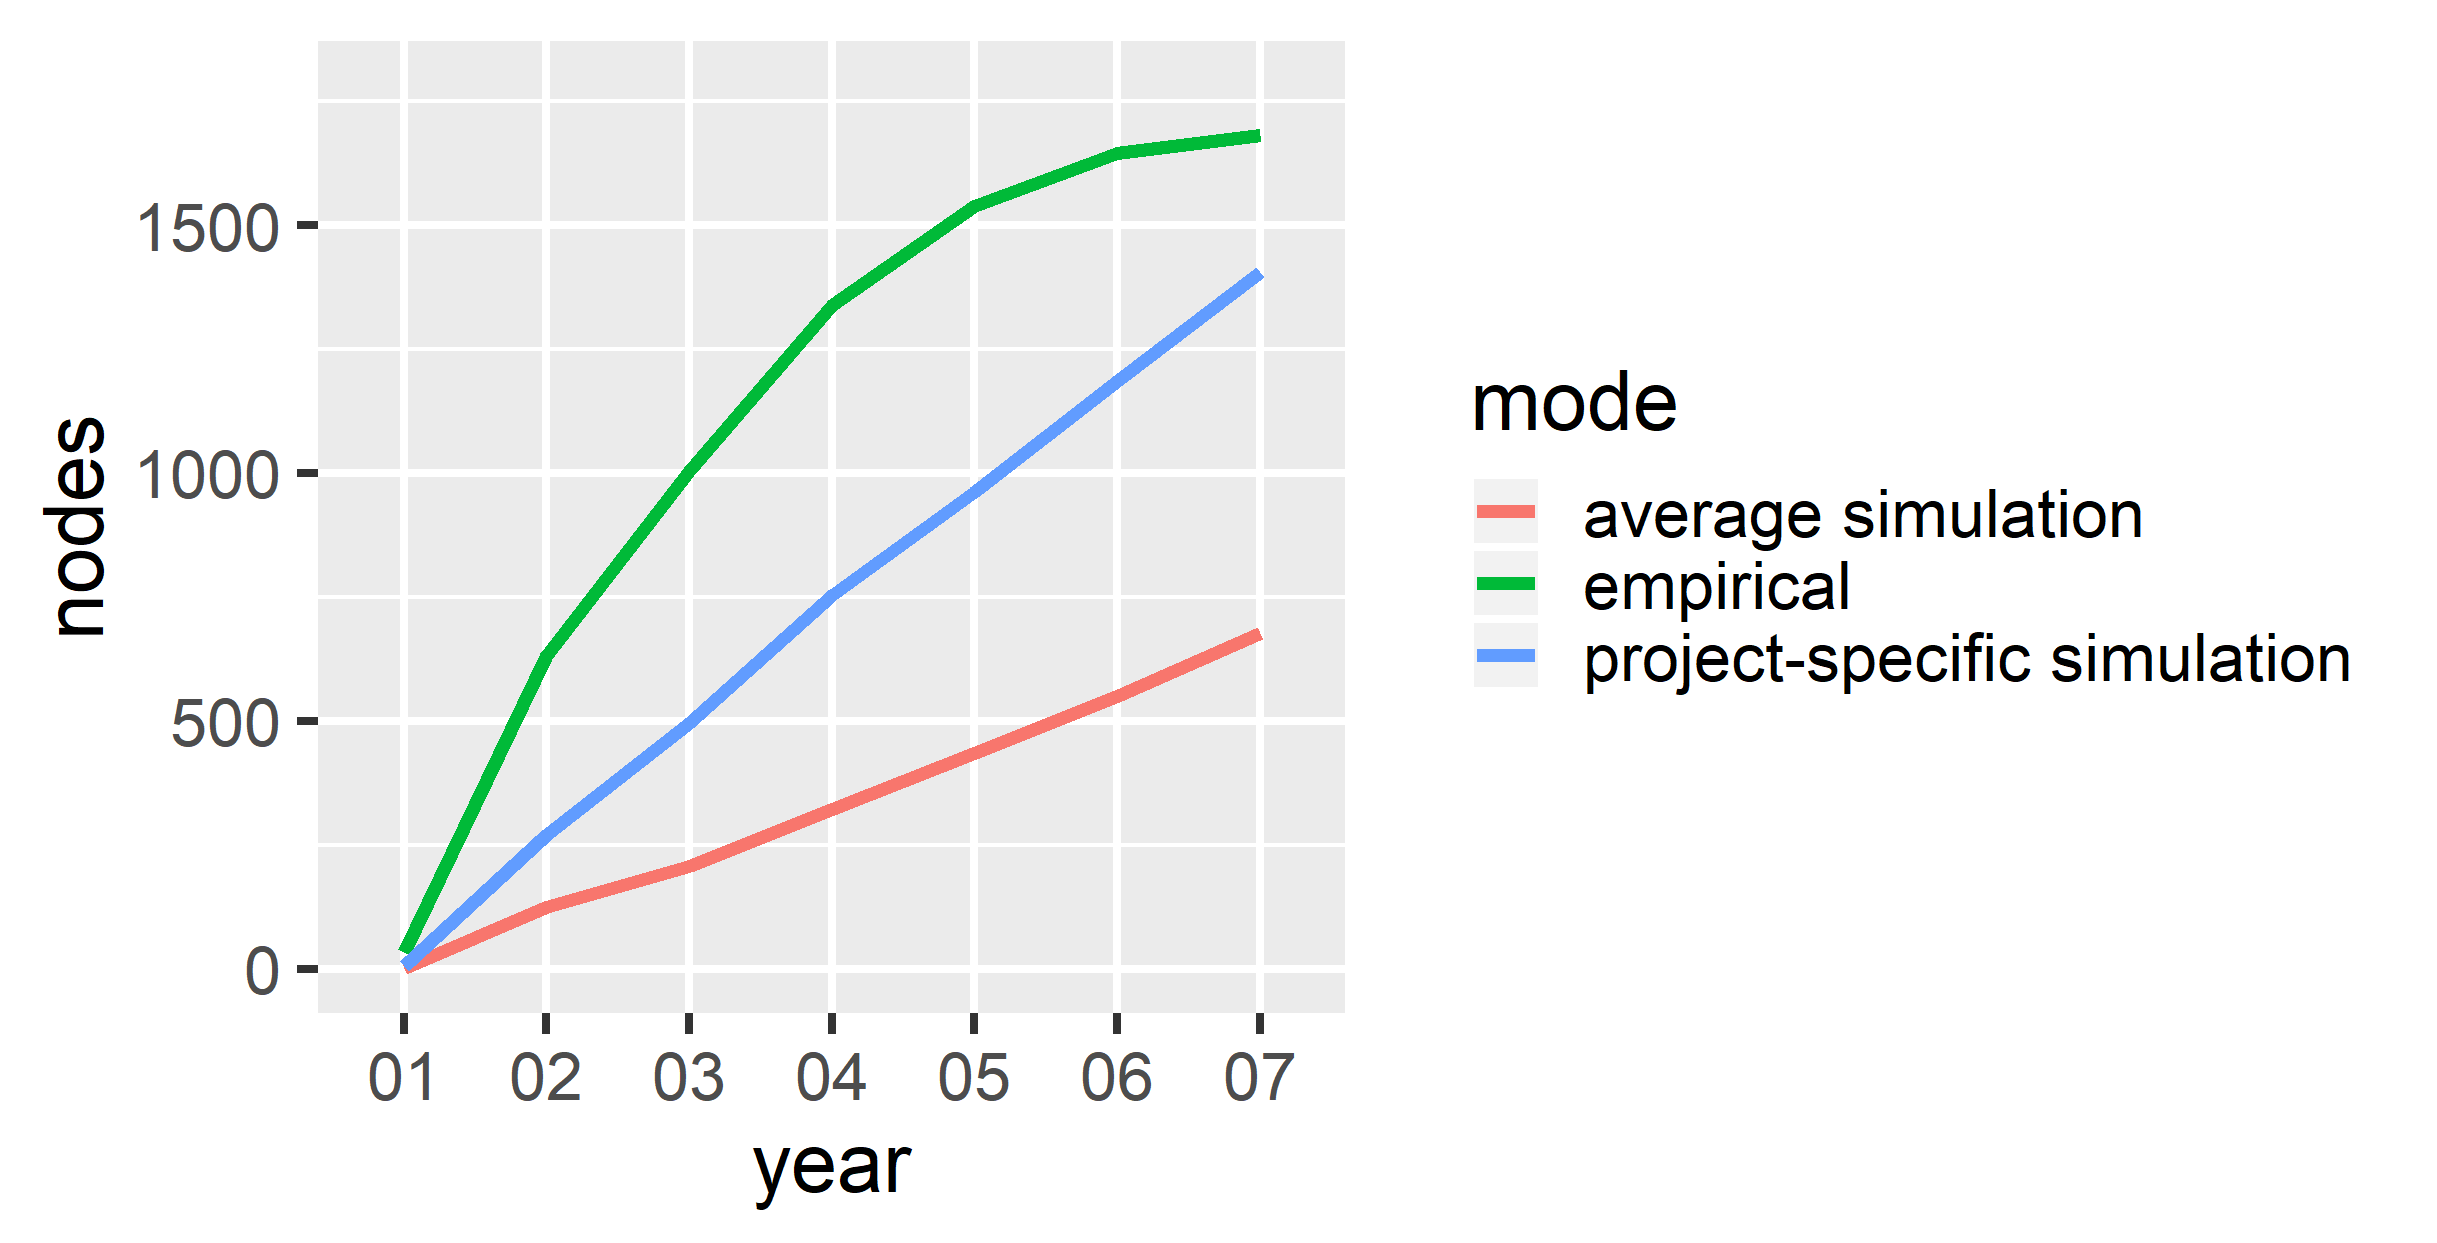 nodes
1500
1000
500
0
01 02 03 04 05 06 07
year
mode
average simulation
empirical
project-specific simulation